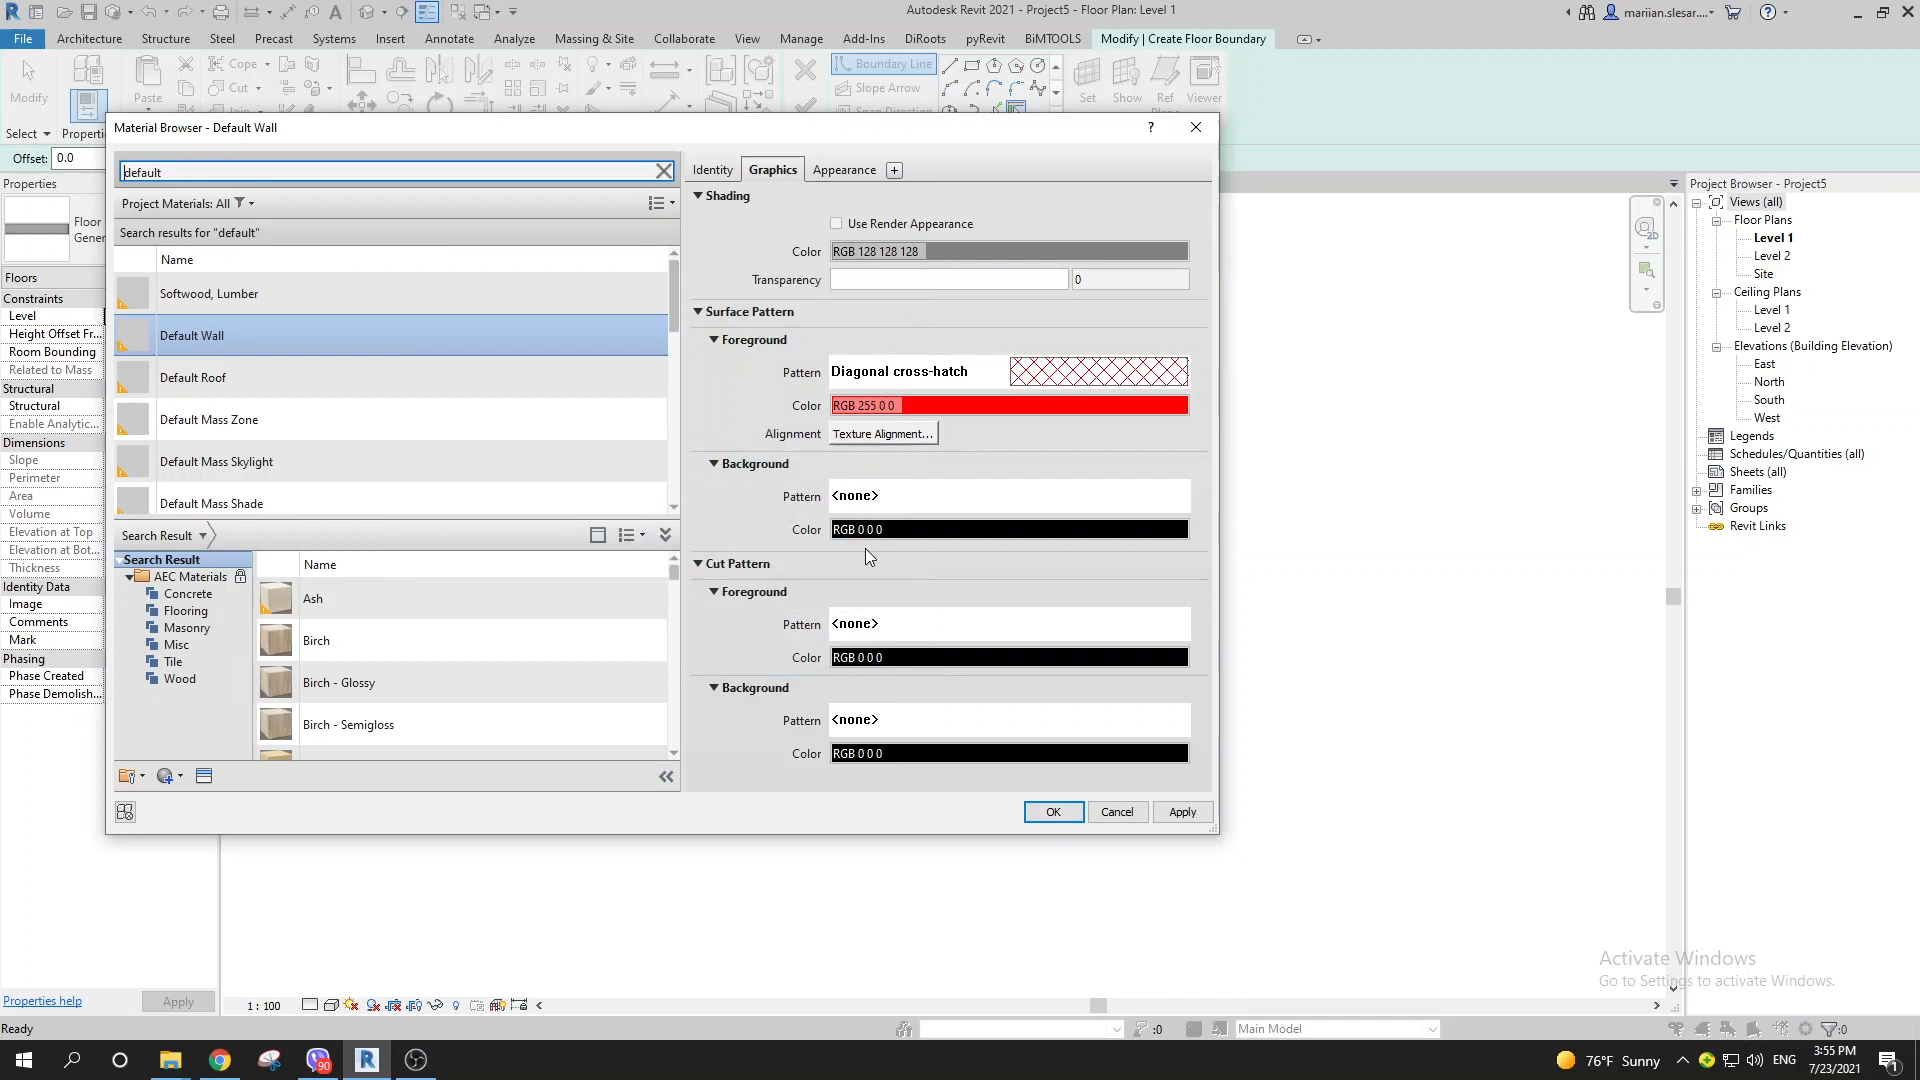 Autodesk Revit 2021 - Project5 - Floor Plan: Level 1
mariian.slesar....
File Architecture Structure Steel Precast Systems Insert Annotate Analyze Massing & Site Collaborate View Manage Add-Ins DiRoots pyRevit BiMTOOLS Modify | Create Floor Boundary
Modify
Paste
Cope
Cut
Boundary Line
Slope Arrow
Set Show Ref Viewer
Select
Offset: 0.0
Material Browser - Default Wall
?
default
Project Materials: All
Search results for "default"
Name
Softwood, Lumber
Default Wall
Default Roof
Default Mass Zone
Default Mass Skylight
Default Mass Shade
Search Result
Search Result
AEC Materials
Concrete
Flooring
Masonry
Misc
Tile
Wood
Name
Ash
Birch
Birch - Glossy
Birch - Semigloss
Identity Graphics Appearance +
Shading
Use Render Appearance
Color RGB 128 128 128
Transparency 0
Surface Pattern
Foreground
Pattern Diagonal cross-hatch
Color RGB 255 0 0
Alignment Texture Alignment...
Background
Pattern <none>
Color RGB 0 0 0
Cut Pattern
Foreground
Pattern <none>
Color RGB 0 0 0
Background
Pattern <none>
Color RGB 0 0 0
OK Cancel Apply
Properties
Floor
Gener
Floors
Constraints
Level
Height Offset Fr...
Room Bounding
Related to Mass
Structural
Structural
Enable Analytic...
Dimensions
Slope
Perimeter
Area
Volume
Elevation at Top
Elevation at Bot...
Thickness
Identity Data
Image
Comments
Mark
Phasing
Phase Created
Phase Demolish...
Properties help Apply
Project Browser - Project5
Views (all)
Floor Plans
Level 1
Level 2
Site
Ceiling Plans
Level 1
Level 2
Elevations (Building Elevation)
East
North
South
West
Legends
Schedules/Quantities (all)
Sheets (all)
Families
Groups
Revit Links
2D
Activate Windows
Go to Settings to activate Windows.
1 : 100
Ready
:0
Main Model
:0
90
76°F Sunny
ENG
3:55 PM
7/23/2021
1